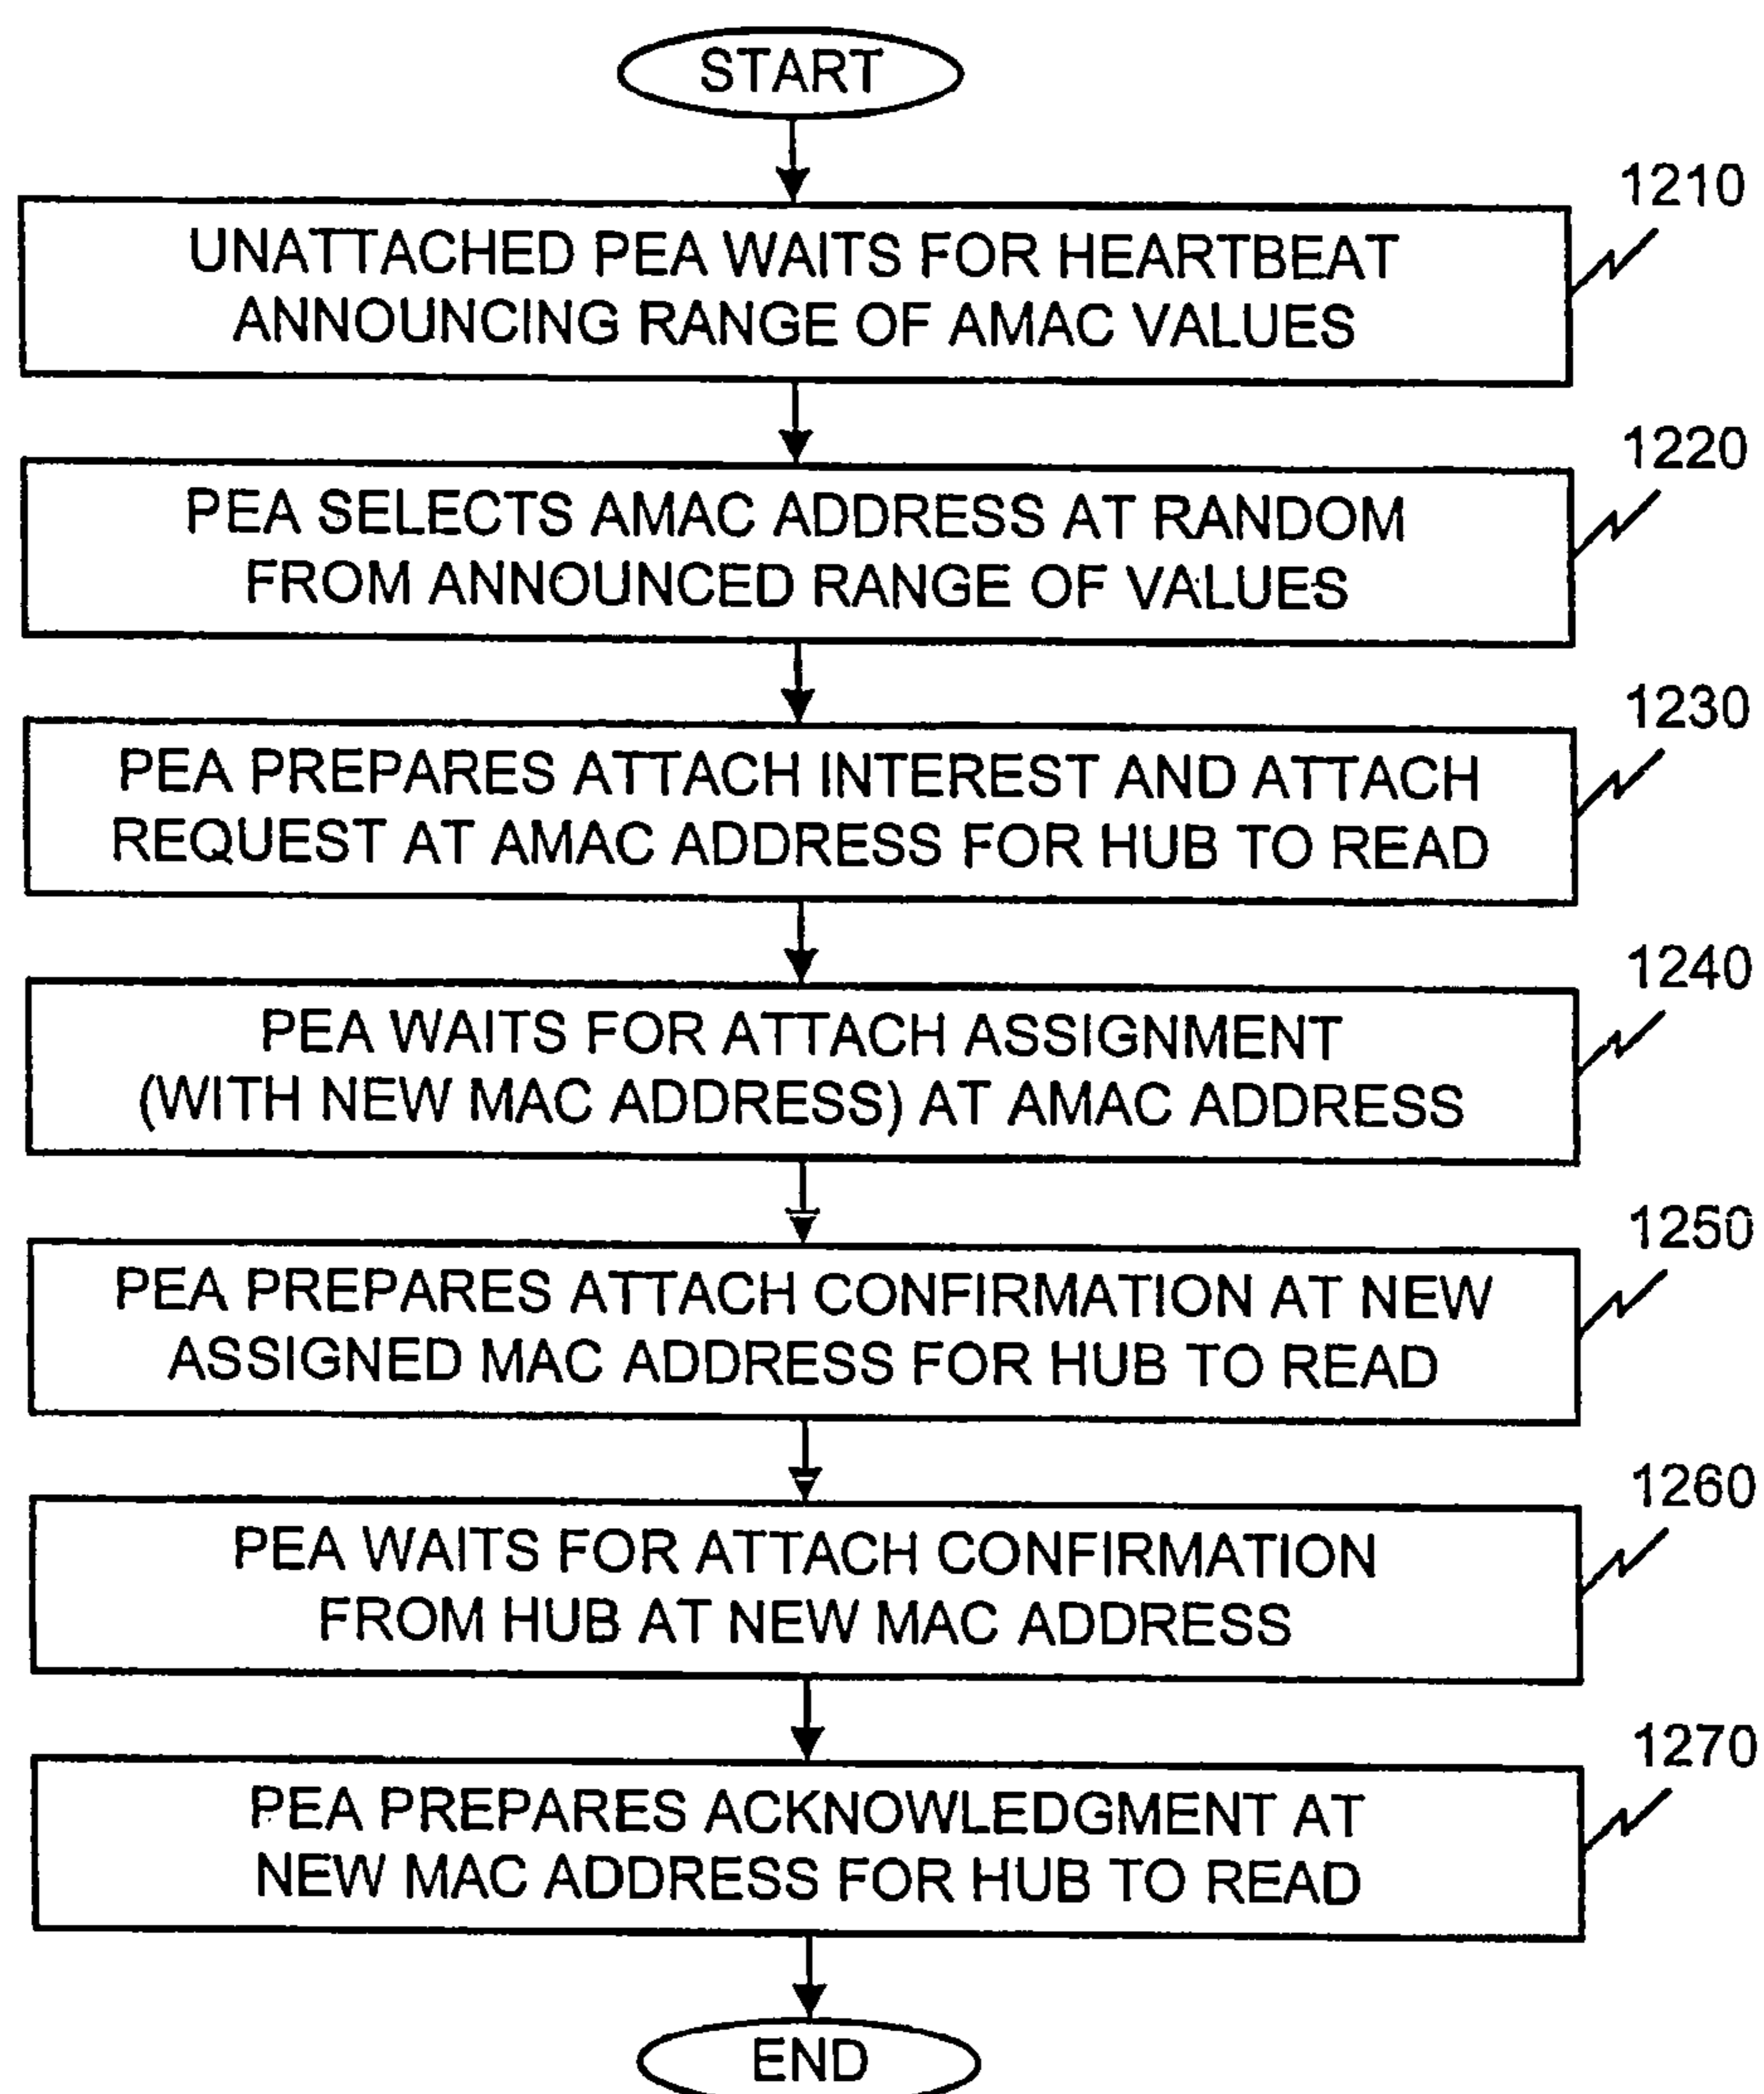 START
1210
UNATTACHED PEA WAITS FOR HEARTBEAT
ANNOUNCING RANGE OF AMAC VALUES
1220
PEA SELECTS AMAC ADDRESS AT RANDOM
FROM ANNOUNCED RANGE OF VALUES
1230
PEA PREPARES ATTACH INTEREST AND ATTACH
REQUEST AT AMAC ADDRESS FOR HUB TO READ
1240
PEA WAITS FOR ATTACH ASSIGNMENT
(WITH NEW MAC ADDRESS) AT AMAC ADDRESS
1250
PEA PREPARES ATTACH CONFIRMATION AT NEW
ASSIGNED MAC ADDRESS FOR HUB TO READ
1260
PEA WAITS FOR ATTACH CONFIRMATION
FROM HUB AT NEW MAC ADDRESS
1270
PEA PREPARES ACKNOWLEDGMENT AT
NEW MAC ADDRESS FOR HUB TO READ
END